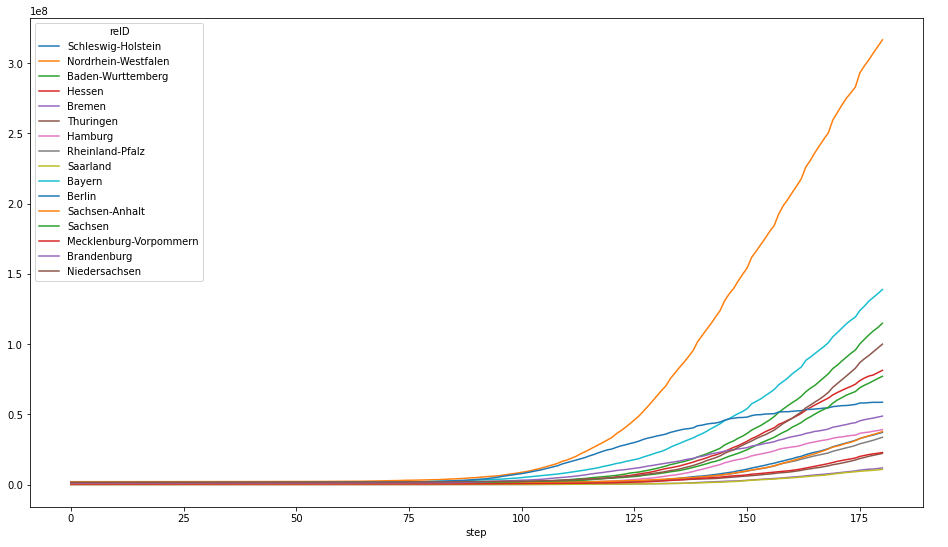 1e8
reID
Schleswig-Holstein
Nordrhein-Westfalen
Baden-Wurttemberg
Hessen
Bremen
Thuringen
Hamburg
Rheinland-Pfalz
Saarland
Bayern
Berlin
Sachsen-Anhalt
Sachsen
Mecklenburg-Vorpommern
Brandenburg
Niedersachsen
3.0
2.5
2.0
1.5
1.0
0.5
0.0
0 25 50 75 100 125 150 175
step